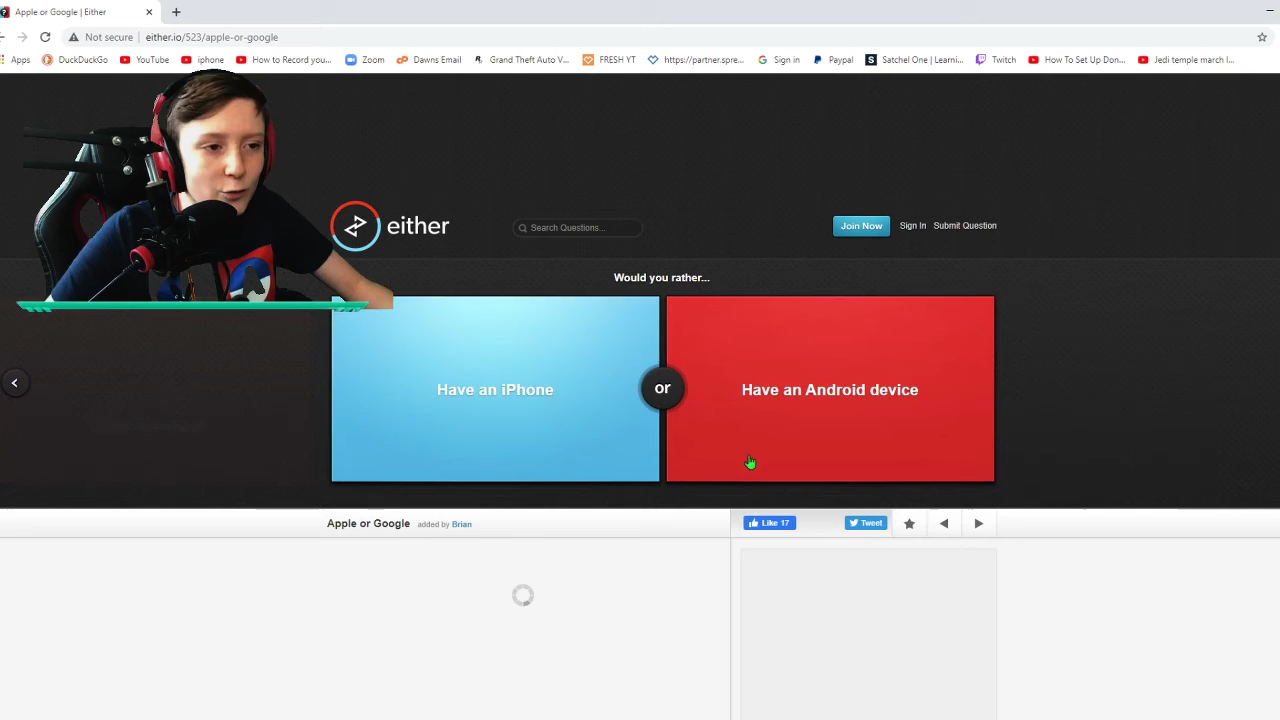 Apple or Google | Either
Not secure either.io/523/apple-or-google
Apps DuckDuckGo YouTube iphone How to record you... Zoom Dawns Email Grand Theft Auto V... FRESH YT https://partner.spre... Sign in Paypal Satchel One | Learni... Twitch How To Set Up Don... Jedi temple march l...
either Search Questions... Join Now Sign In Submit Question
Would you rather...
Have an iPhone or Have an Android device
Apple or Google added by Brian Like 17 Tweet